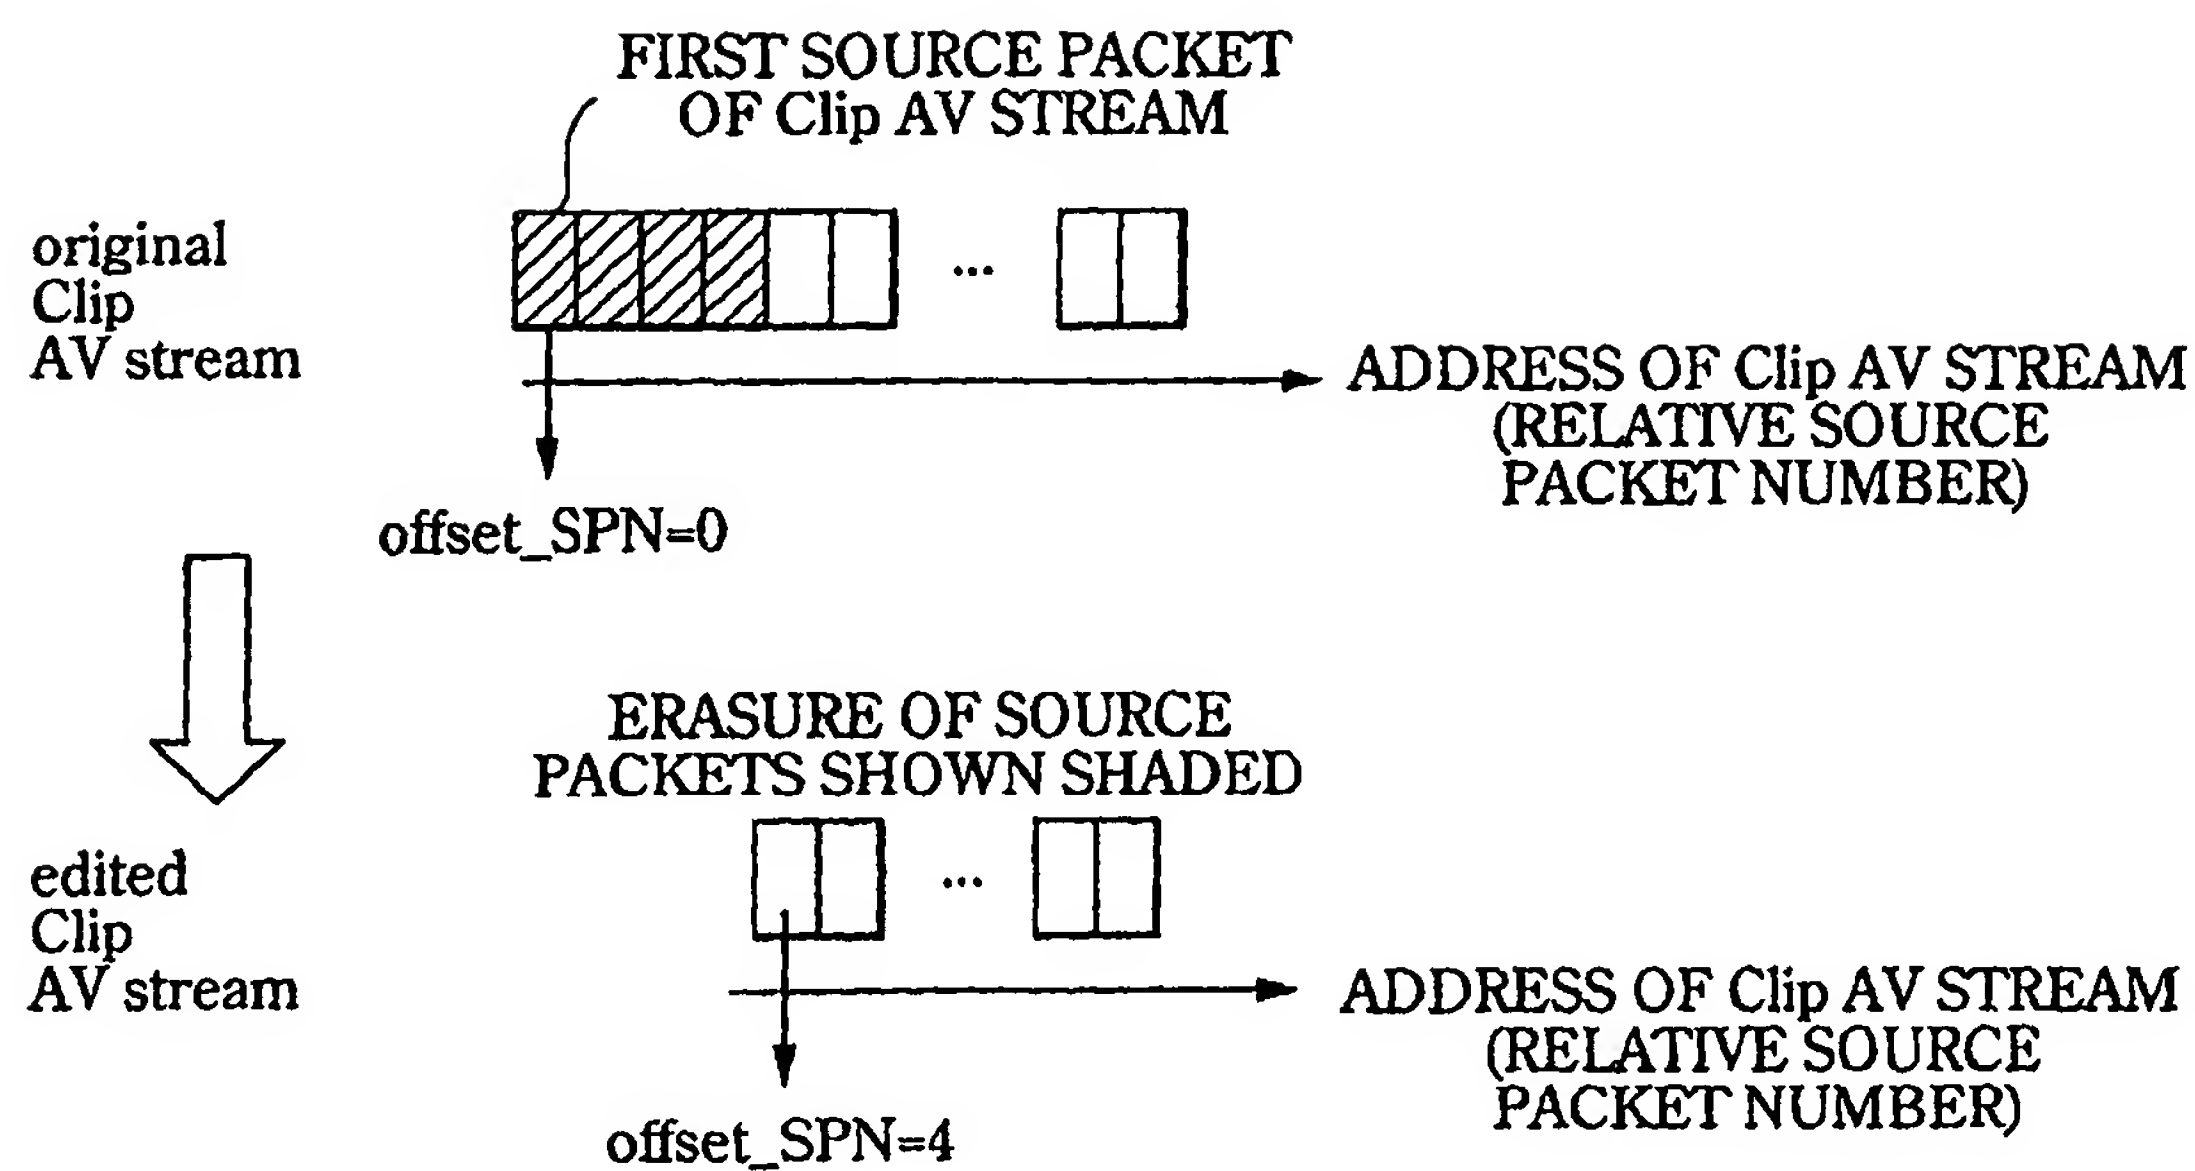 FIRST SOURCE PACKET
OF Clip AV STREAM
original
Clip
AV stream
...
ADDRESS OF Clip AV STREAM
(RELATIVE SOURCE
PACKET NUMBER)
offset_SPN=0
ERASURE OF SOURCE
PACKETS SHOWN SHADED
edited
Clip
AV stream
...
ADDRESS OF Clip AV STREAM
(RELATIVE SOURCE
PACKET NUMBER)
offset_SPN=4